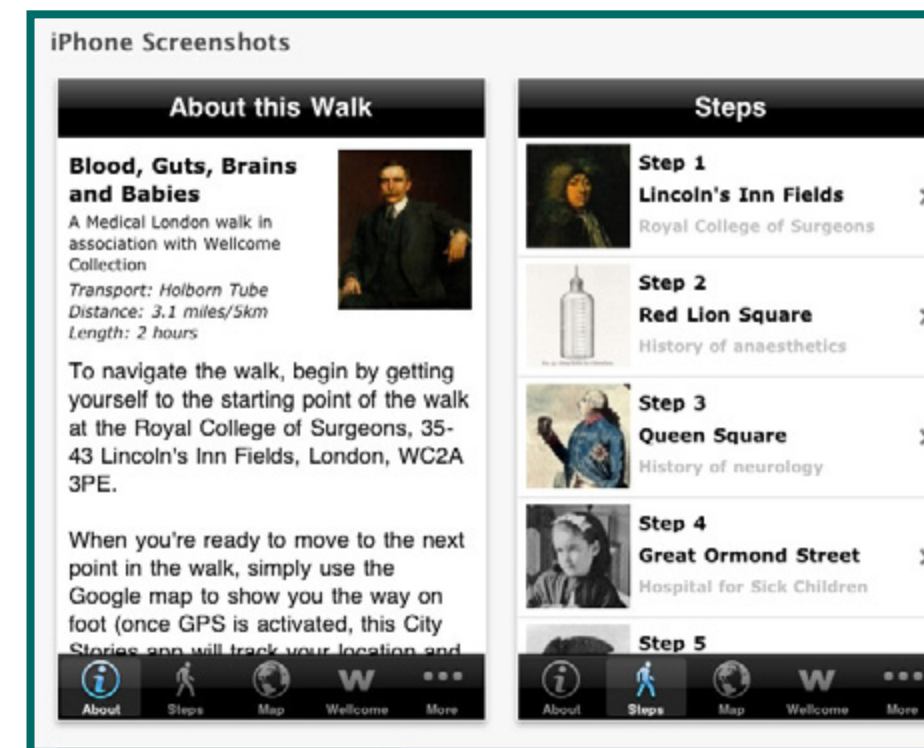 iPhone Screenshots
About this Walk
Blood, Guts, Brains
and Babies
A Medical London walk in
association with Wellcome
Collection
Transport: Holborn Tube
Distance: 3.1 miles/5km
Length: 2 hours
To navigate the walk, begin by getting
yourself to the starting point of the walk
at the Royal College of Surgeons, 35-
43 Lincoln's Inn Fields, London, WC2A
3PE.
When you're ready to move to the next
point in the walk, simply use the
Google map to show you the way on
foot (once GPS is activated, this City
Stories app will track your location and
About
Steps
Map
W
Wellcome
More
Steps
Step 1
Lincoln's Inn Fields
Royal College of Surgeons
Step 2
Red Lion Square
History of anaesthetics
Step 3
Queen Square
History of neurology
Step 4
Great Ormond Street
Hospital for Sick Children
Step 5
About
Steps
Map
W
Wellcome
More